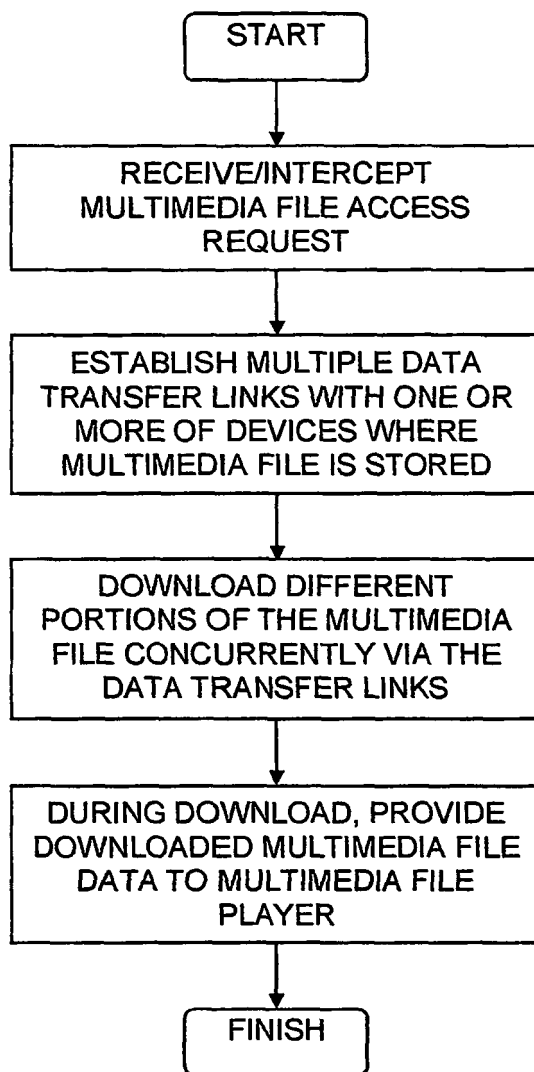 START
RECEIVE/INTERCEPT
MULTIMEDIA FILE ACCESS
REQUEST
ESTABLISH MULTIPLE DATA
TRANSFER LINKS WITH ONE OR
MORE OF DEVICES WHERE
MULTIMEDIA FILE IS STORED
DOWNLOAD DIFFERENT
PORTIONS OF THE MULTIMEDIA
FILE CONCURRENTLY VIA THE
DATA TRANSFER LINKS
DURING DOWNLOAD, PROVIDE
DOWNLOADED MULTIMEDIA FILE
DATA TO MULTIMEDIA FILE
PLAYER
FINISH